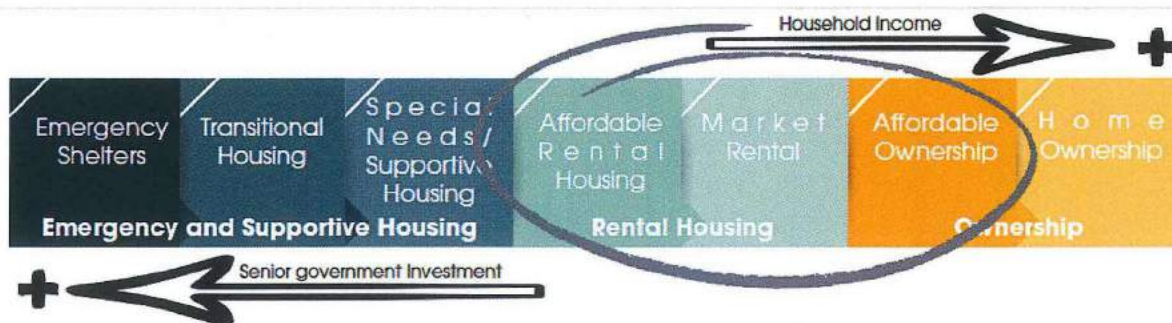 Household Income
+
Emergency
Shelters
Transitional
Housing
Special
Needs/
Supportive
Housing
Affordable
Rental
Housing
Market
Rental
Affordable
Ownership
Home
Ownership
Emergency and Supportive Housing
Rental Housing
Ownership
+
Senior government Investment